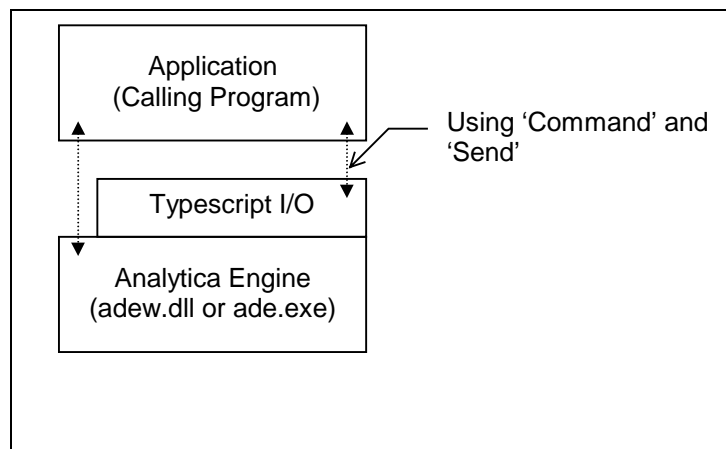 Application
(Calling Program)
Using ‘Command’ and
‘Send’
Typescript I/O
Analytica Engine
(adew.dll or ade.exe)